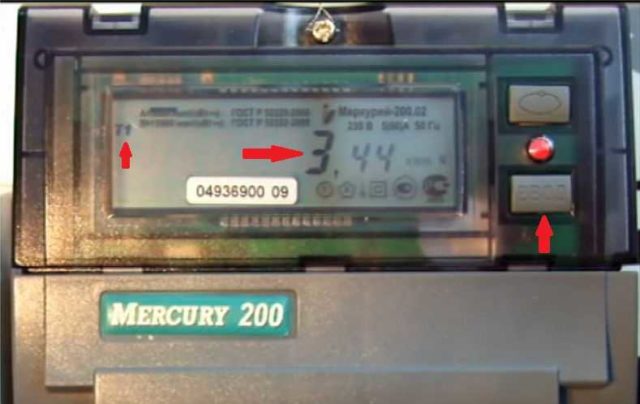 ГОСТ Р 52320-2005
ГОСТ Р 52322-2005
Меркурий-200.02
230 В 5(60)А 50 Гц
T1
3,44
04936900 09
ВВОД
MERCURY 200